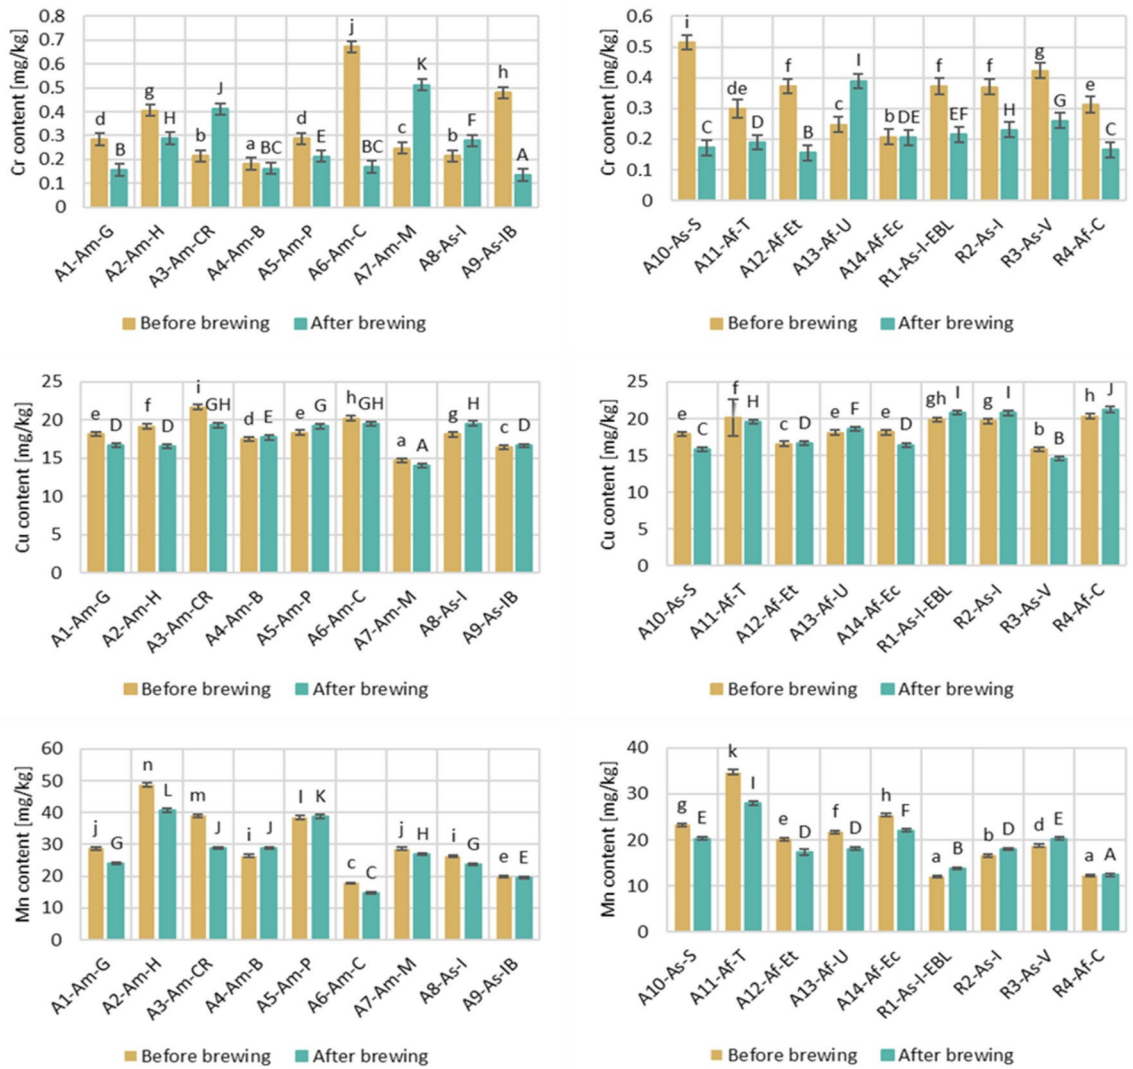 Cr content [mg/kg]
0.8
0.7
0.6
0.5
0.4
0.3
0.2
0.1
0
d B g H b J a BC d E j BC c K b F h A
A1-Am-G A2-Am-H A3-Am-CR A4-Am-B A5-Am-P A6-Am-C A7-Am-M A8-As-I A9-As-IB
Before brewing After brewing
Cr content [mg/kg]
0.6
0.5
0.4
0.3
0.2
0.1
0
i C de D f B c I b DE f EF f H g G e C
A10-As-S A11-Af-T A12-Af-Et A13-Af-U A14-Af-Ec R1-As-I-EBL R2-As-I R3-As-V R4-Af-C
Before brewing After brewing
Cu content [mg/kg]
25
20
15
10
5
0
e D f D i GH d E e G h GH a A g H c D
A1-Am-G A2-Am-H A3-Am-CR A4-Am-B A5-Am-P A6-Am-C A7-Am-M A8-As-I A9-As-IB
Before brewing After brewing
Cu content [mg/kg]
25
20
15
10
5
0
e C f H c D e F e D gh I g I b B h J
A10-As-S A11-Af-T A12-Af-Et A13-Af-U A14-Af-Ec R1-As-I-EBL R2-As-I R3-As-V R4-Af-C
Before brewing After brewing
Mn content [mg/kg]
60
50
40
30
20
10
0
j G n L m J i J l K c C j H i G e E
A1-Am-G A2-Am-H A3-Am-CR A4-Am-B A5-Am-P A6-Am-C A7-Am-M A8-As-I A9-As-IB
Before brewing After brewing
Mn content [mg/kg]
40
30
20
10
0
g E k I e D f D h F a B b D d E a A
A10-As-S A11-Af-T A12-Af-Et A13-Af-U A14-Af-Ec R1-As-I-EBL R2-As-I R3-As-V R4-Af-C
Before brewing After brewing